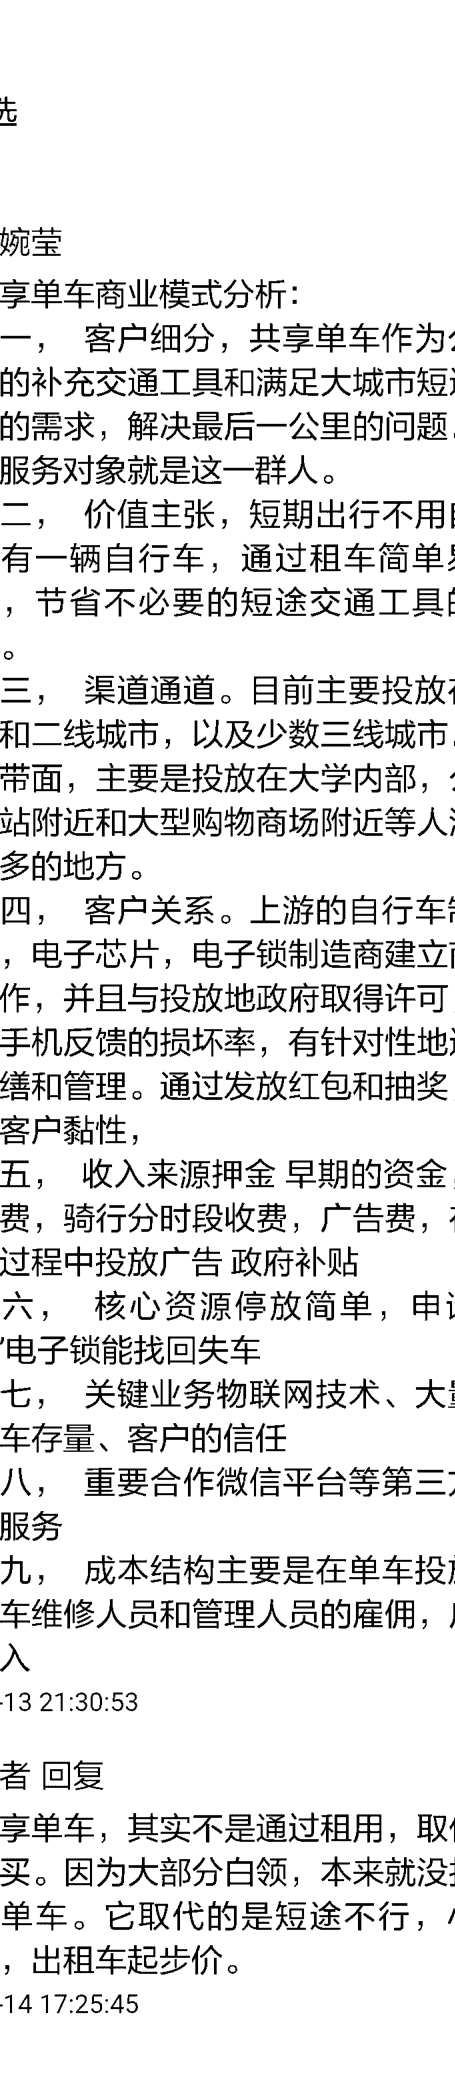 选
婉莹
享单车商业模式分析：
一， 客户细分，共享单车作为
的补充交通工具和满足大城市短
的需求，解决最后一公里的问题
服务对象就是这一群人。
二， 价值主张，短期出行不用
有一辆自行车，通过租车简单
，节省不必要的短途交通工具
。
三， 渠道通道。目前主要投放
和二线城市，以及少数三线城市
带面，主要是投放在大学内部，
站附近和大型购物商场附近等人
多的地方。
四， 客户关系。上游的自行车
，电子芯片，电子锁制造商建立
作，并且与投放地政府取得许可
手机反馈的损坏率，有针对性地
缮和管理。通过发放红包和抽奖
客户黏性，
五， 收入来源押金 早期的资金
费，骑行分时段收费，广告费，
过程中投放广告 政府补贴
六， 核心资源停放简单，申
电子锁能找回失车
七， 关键业务物联网技术、大
车存量、客户的信任
八， 重要合作微信平台等第三
服务
九， 成本结构主要是在单车投
车维修人员和管理人员的雇佣，
入
-13 21:30:53
者 回复
享单车，其实不是通过租用，取
买。因为大部分白领，本来就没
单车。它取代的是短途不行，
，出租车起步价。
-14 17:25:45